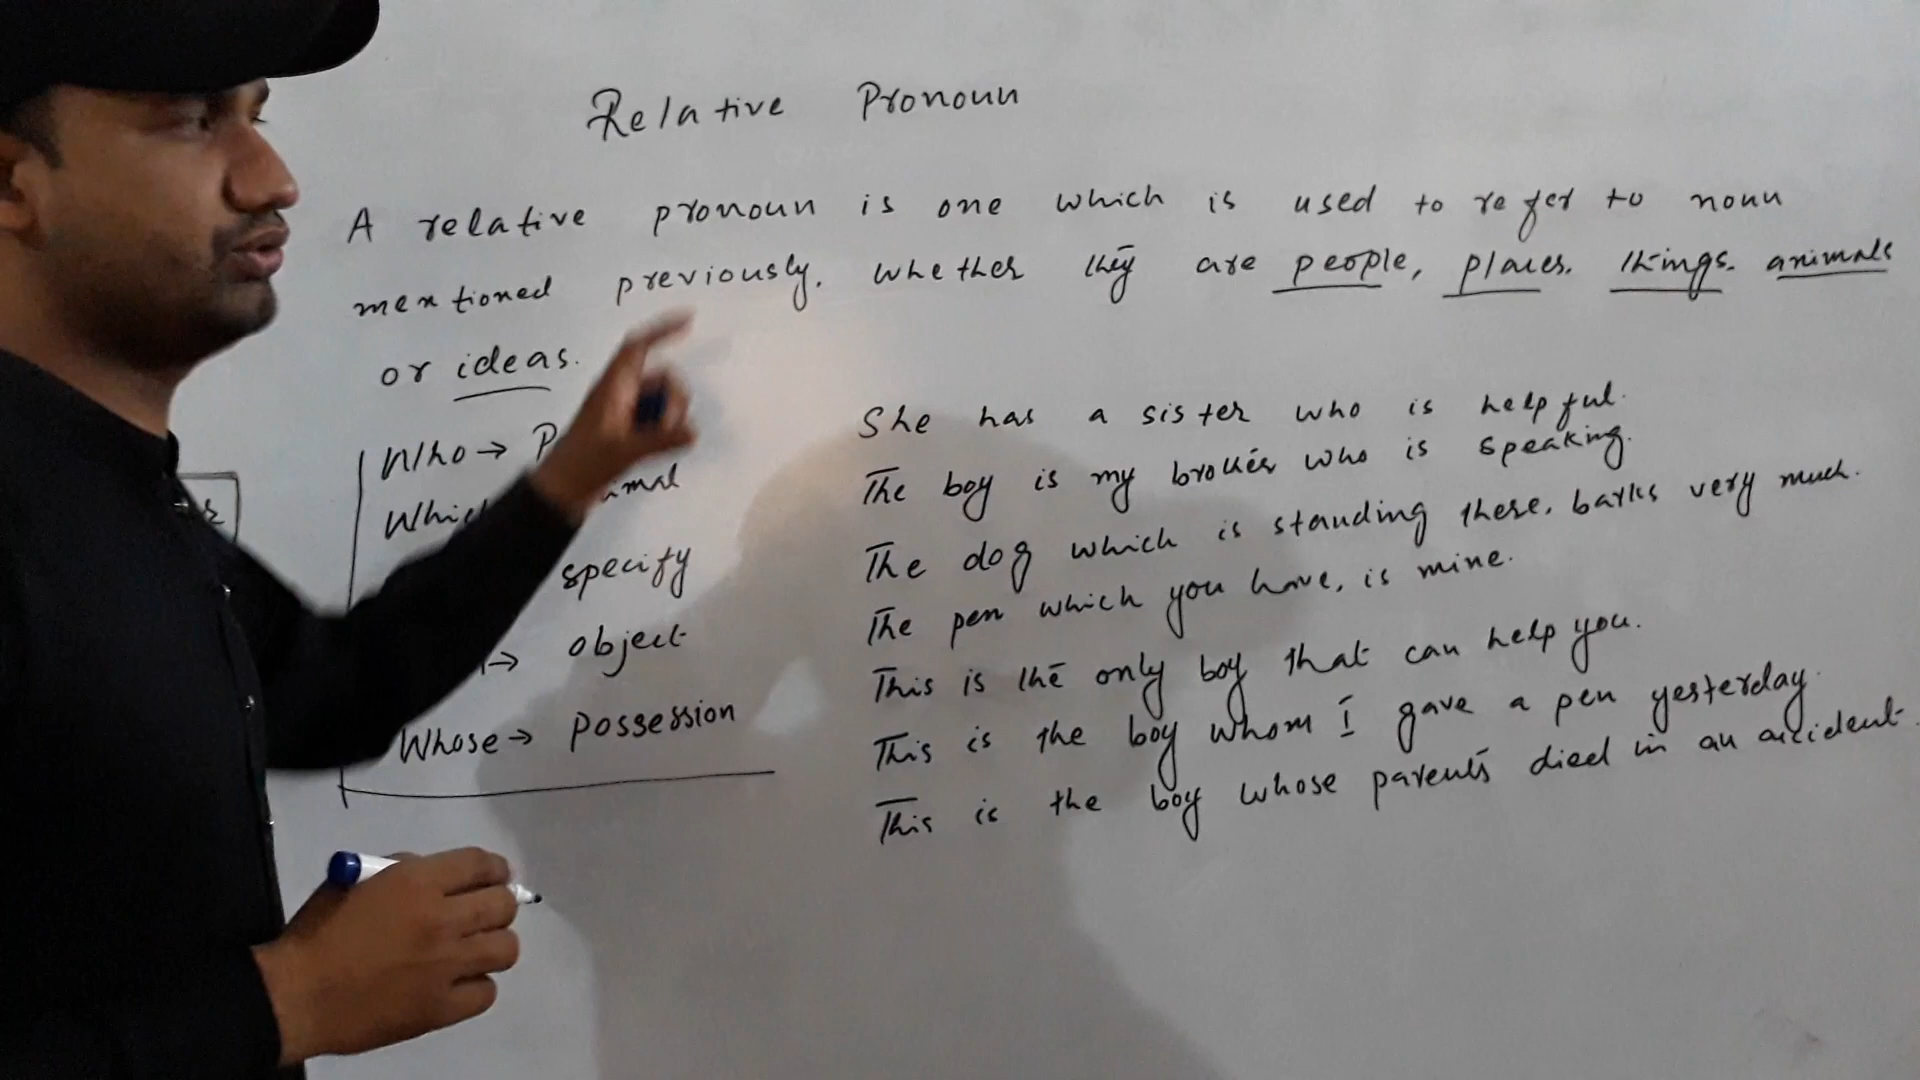 Relative Pronoun
A relative pronoun is one which is used to refer to noun
mentioned previously, whether they are people, places, things, animals
or ideas.
Who →
specify
→ object
Whose → possession
She has a sister who is helpful.
The boy is my brother who is speaking.
The dog which is standing there, barks very much.
The pen which you have, is mine.
This is the only boy that can help you.
This is the boy whom I gave a pen yesterday.
This is the boy whose parents died in an accident.